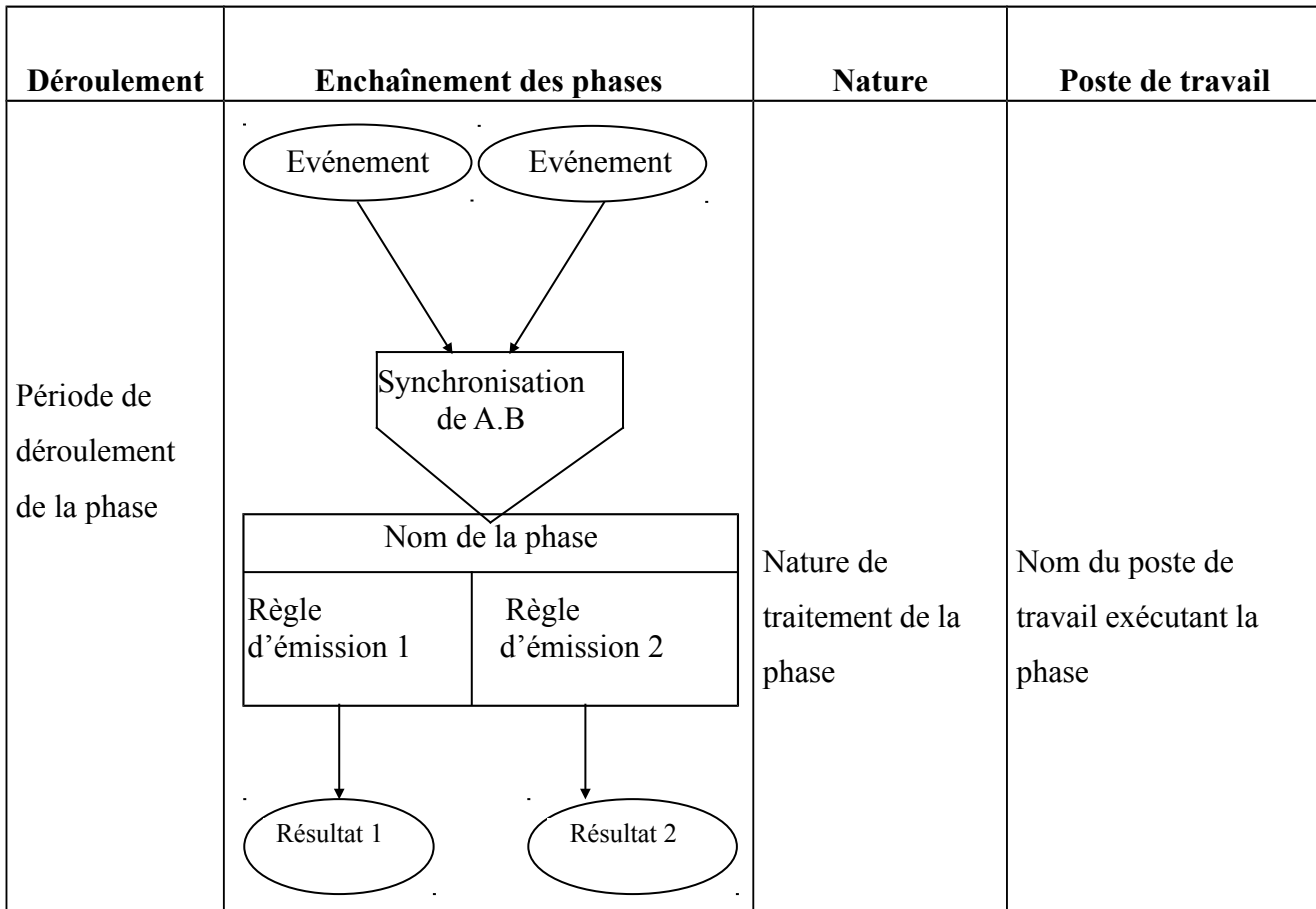 Déroulement
Enchaînement des phases
Nature
Poste de travail
Evénement
Evénement
Synchronisation
de A.B
Période de
déroulement
de la phase
Nom de la phase
Règle
d’émission 1
Règle
d’émission 2
Nature de
traitement de la
phase
Nom du poste de
travail exécutant la
phase
Résultat 1
Résultat 2